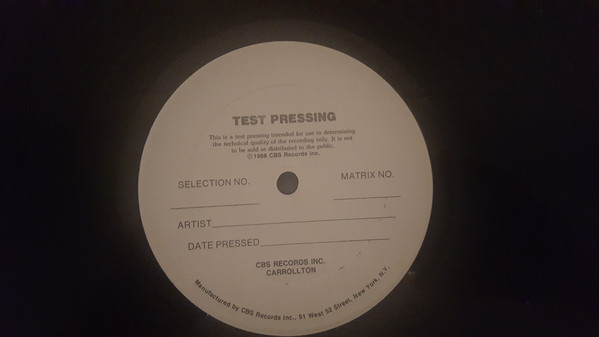 TEST PRESSING
This is a test pressing intended for use in determining
the technical quality of the recording only. It is not
to be sold or distributed to the public.
©1988 CBS Records Inc.
SELECTION NO.
MATRIX NO.
ARTIST
DATE PRESSED
CBS RECORDS INC.
CARROLLTON
Manufactured by CBS Records Inc., 51 West 52 Street, New York, N.Y.